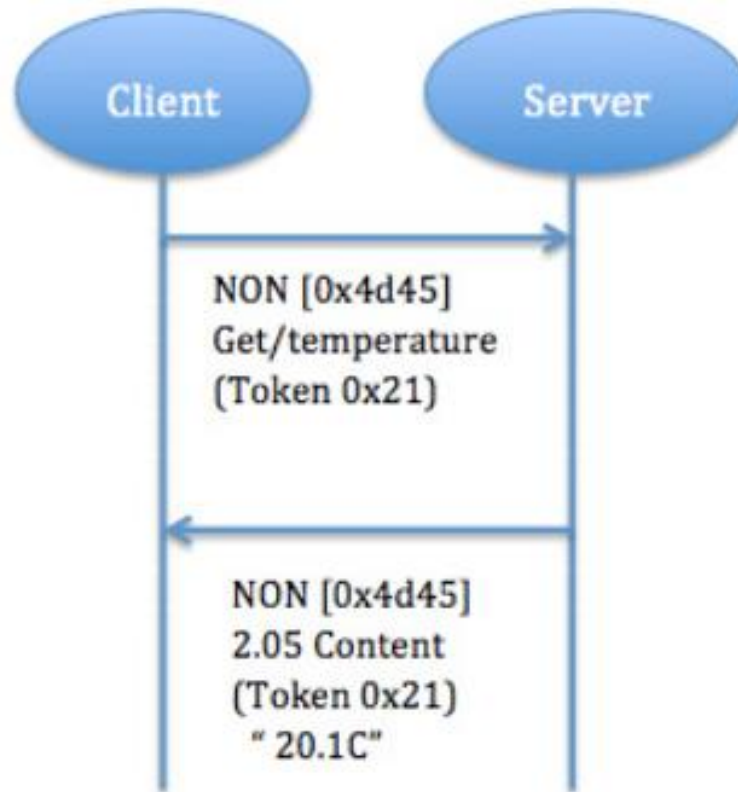 Client
Server
NON [0x4d45]
Get/temperature
(Token 0x21)
NON [0x4d45]
2.05 Content
(Token 0x21)
“ 20.1C”